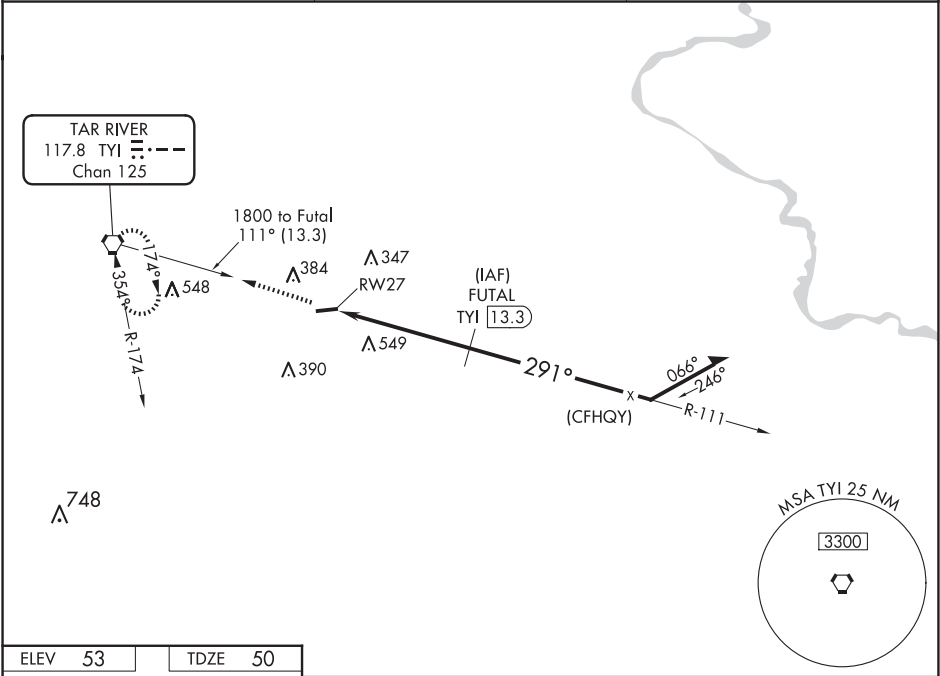 TAR RIVER
117.8 TYI
Chan 125
1800 to Futal
111° (13.3)
384
347
RW27
(IAF)
FUTAL
TYI 13.3
174°
548
354°
R-174
549
390
291°
066°
246°
(CFHQY)
X
R-111
748
MSA TYI 25 NM
3300
ELEV 53
TDZE 50